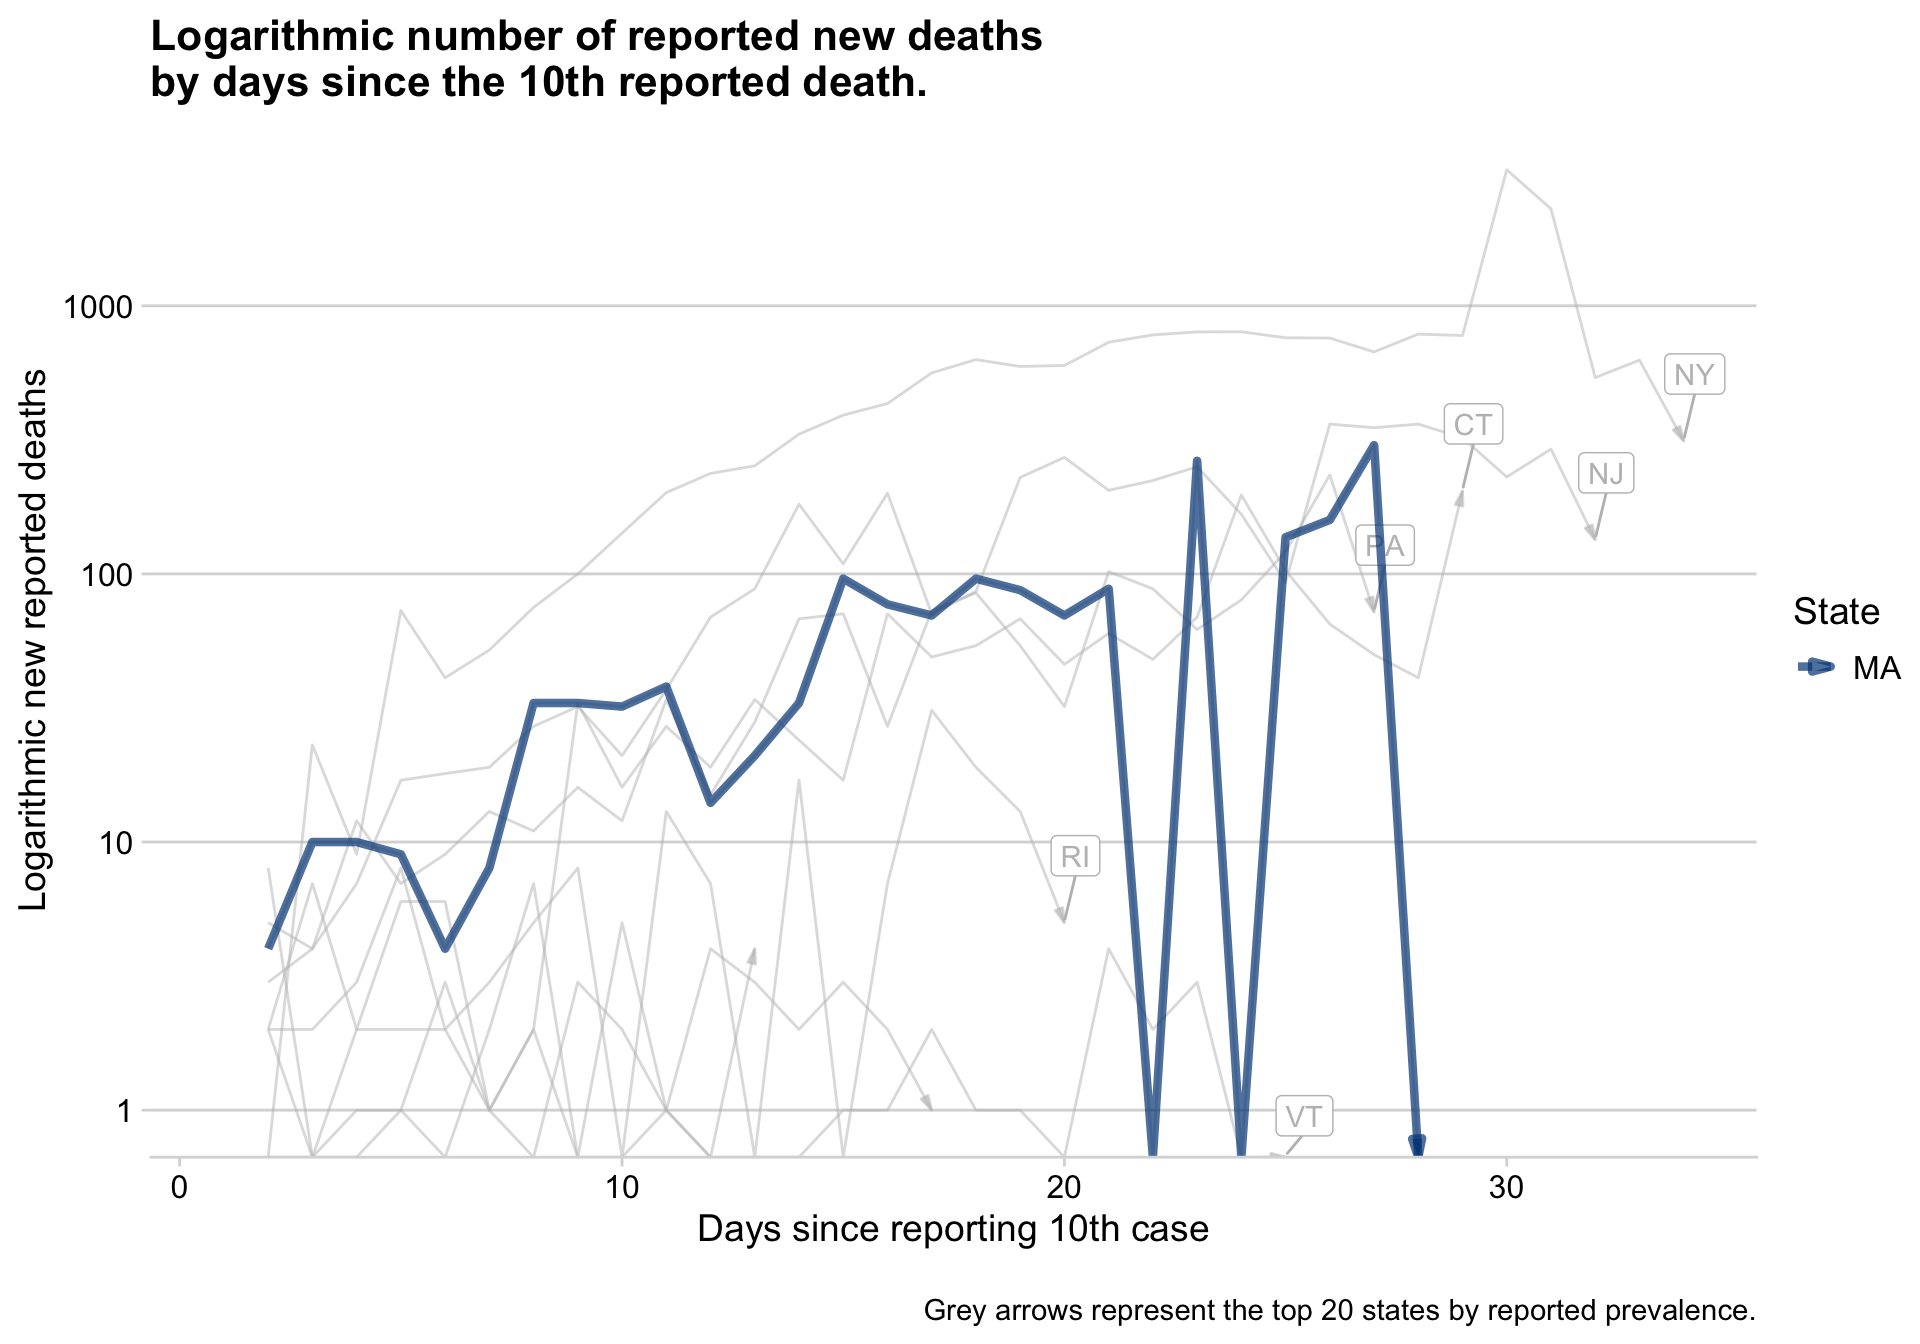 Logarithmic number of reported new deaths
by days since the 10th reported death.
Logarithmic new reported deaths
1000
100
10
1
NY
CT
NJ
PA
RI
VT
State
MA
0
10
20
30
Days since reporting 10th case
Grey arrows represent the top 20 states by reported prevalence.